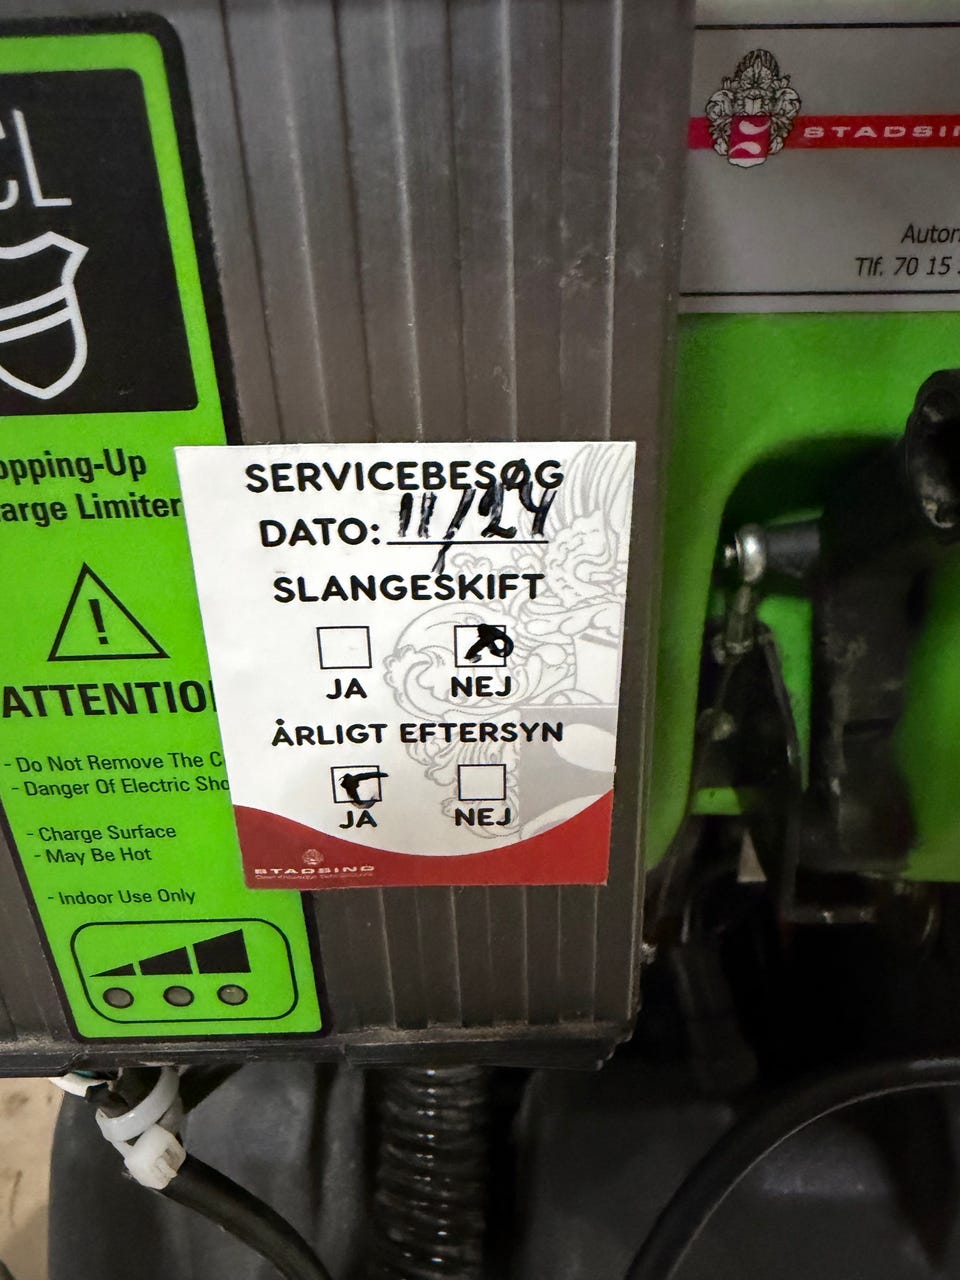 CL
opping-Up
arge Limiter
ATTENTIO
- Do Not Remove The C
- Danger Of Electric Sho
- Charge Surface
- May Be Hot
- Indoor Use Only
SERVICEBESØG
DATO: 11/24
SLANGESKIFT
JA NEJ
ÅRLIGT EFTERSYN
JA NEJ
STADSING
STADSIN
Autor
Tlf. 70 15